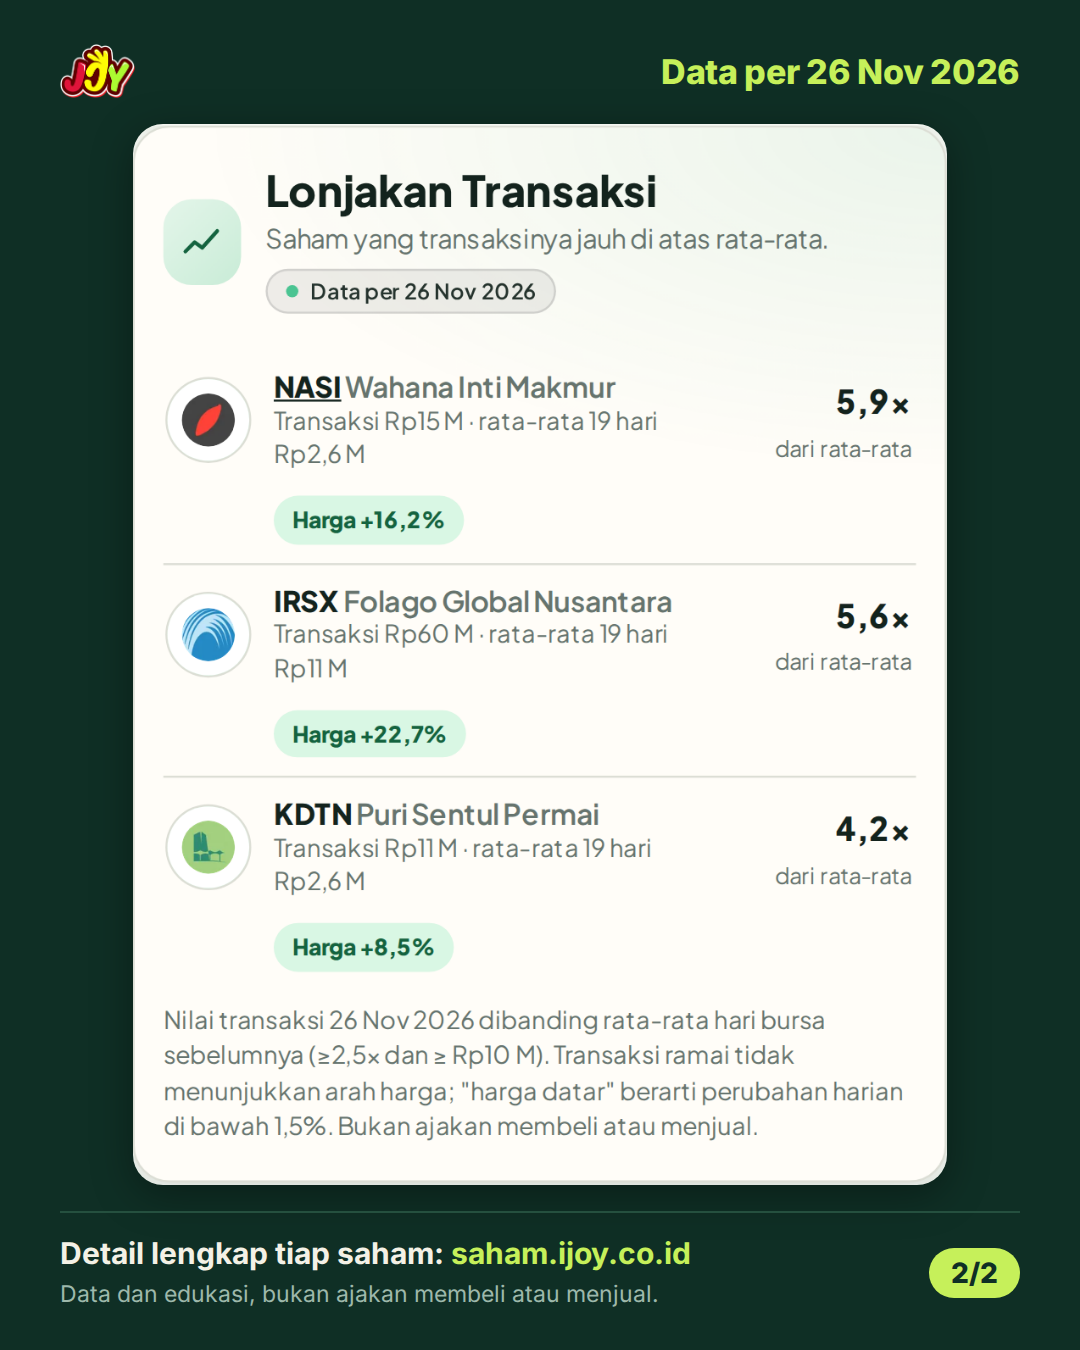 JOY
Data per 26 Nov 2026
Lonjakan Transaksi
Saham yang transaksinya jauh di atas rata-rata.
Data per 26 Nov 2026
NASI Wahana Inti Makmur
Transaksi Rp15 M · rata-rata 19 hari
Rp2,6 M
5,9×
dari rata-rata
Harga +16,2%
IRSX Folago Global Nusantara
Transaksi Rp60 M · rata-rata 19 hari
Rp11 M
5,6×
dari rata-rata
Harga +22,7%
KDTN Puri Sentul Permai
Transaksi Rp11 M · rata-rata 19 hari
Rp2,6 M
4,2×
dari rata-rata
Harga +8,5%
Nilai transaksi 26 Nov 2026 dibanding rata-rata hari bursa
sebelumnya (≥2,5× dan ≥ Rp10 M). Transaksi ramai tidak
menunjukkan arah harga; "harga datar" berarti perubahan harian
di bawah 1,5%. Bukan ajakan membeli atau menjual.
Detail lengkap tiap saham: saham.ijoy.co.id
Data dan edukasi, bukan ajakan membeli atau menjual.
2/2